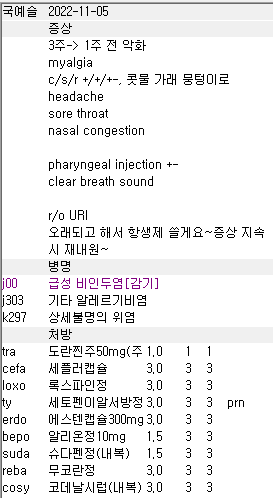 국예슬 2022-11-05
증상
3주-> 1주 전 악화
myalgia
c/s/r +/+/+-, 콧물 가래 뭉텅이로
headache
sore throat
nasal congestion
pharyngeal injection +-
clear breath sound
r/o URI
오래되고 해서 항생제 쓸게요~증상 지속
시 재내원~
병명
j00 급성 비인두염[감기]
j303 기타 알레르기비염
k297 상세불명의 위염
처방
tra 도란찐주50mg(주 1,0 1 1
cefa 세플러캡슐 3,0 3 3
loxo 록스파인정 3,0 3 3
ty 세토펜이알서방정 3,0 3 3 prn
erdo 에스텐캡슐300mg 3,0 3 3
bepo 알리온정10mg 1,5 3 3
suda 슈다펜정(내복) 1,5 3 3
reba 무코란정 3,0 3 3
cosy 코데날시럽(내복) 3,0 3 3